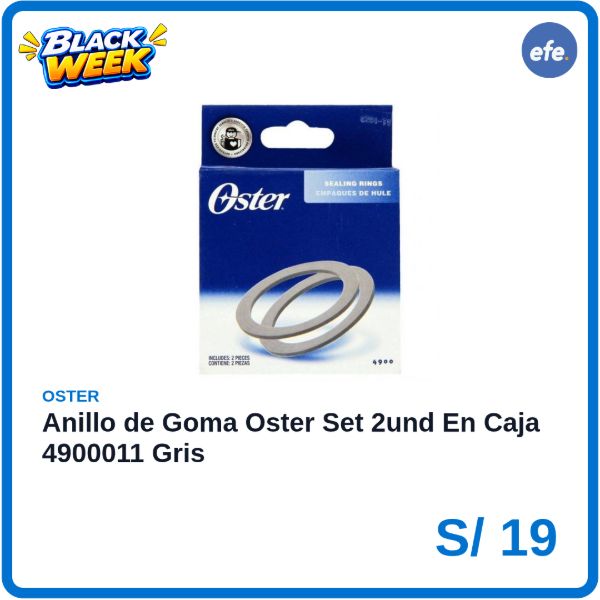 BLACK
WEEK
efe.
SEALING RINGS
EMPAQUES DE HULE
Oster
INCLUDES: 2 PIECES
CONTIENE: 2 PIEZAS
4900
OSTER
Anillo de Goma Oster Set 2und En Caja
4900011 Gris
S/ 19